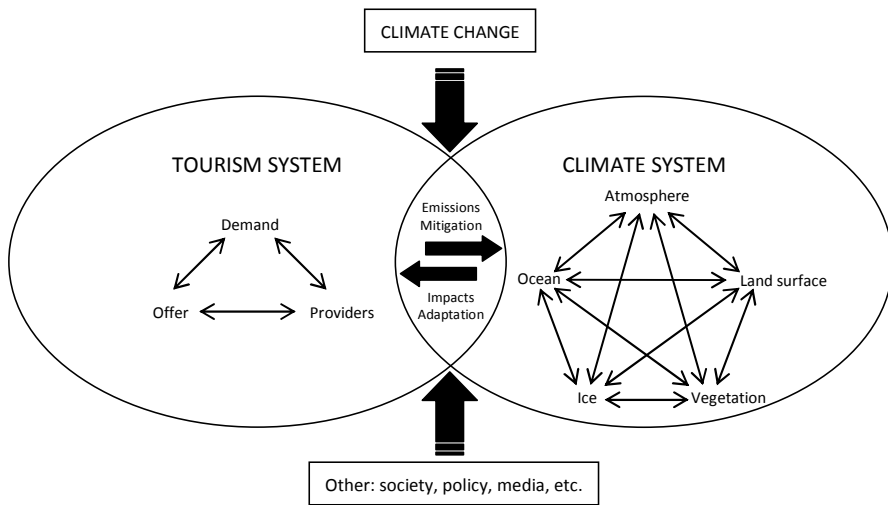 CLIMATE CHANGE
TOURISM SYSTEM
CLIMATE SYSTEM
Demand
Offer
Providers
Emissions
Mitigation
Impacts
Adaptation
Atmosphere
Ocean
Land surface
Ice
Vegetation
Other: society, policy, media, etc.